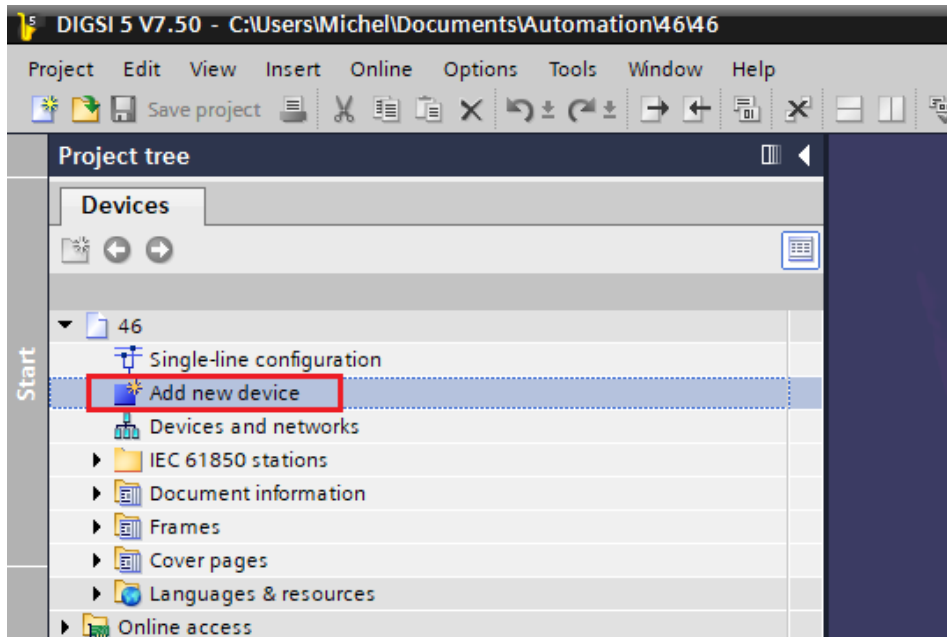 DIGSI 5 V7.50 - C:\Users\Michel\Documents\Automation\46\46
Project Edit View Insert Online Options Tools Window Help
Save project
Project tree
Devices
Start
46
Single-line configuration
Add new device
Devices and networks
IEC 61850 stations
Document information
Frames
Cover pages
Languages & resources
Online access